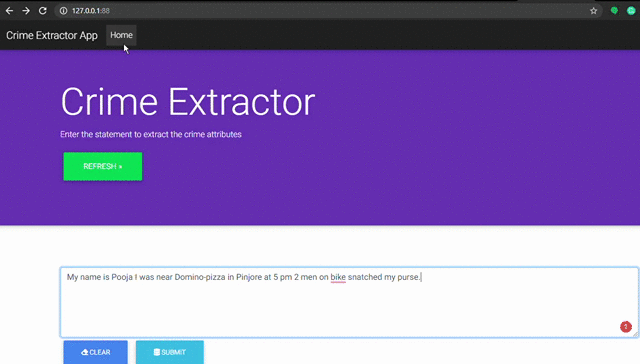 127.0.0.1:88
Crime Extractor App Home
Crime Extractor
Enter the statement to extract the crime attributes
REFRESH »
My name is Pooja I was near Domino-pizza in Pinjore at 5 pm 2 men on bike snatched my purse.
1
CLEAR SUBMIT